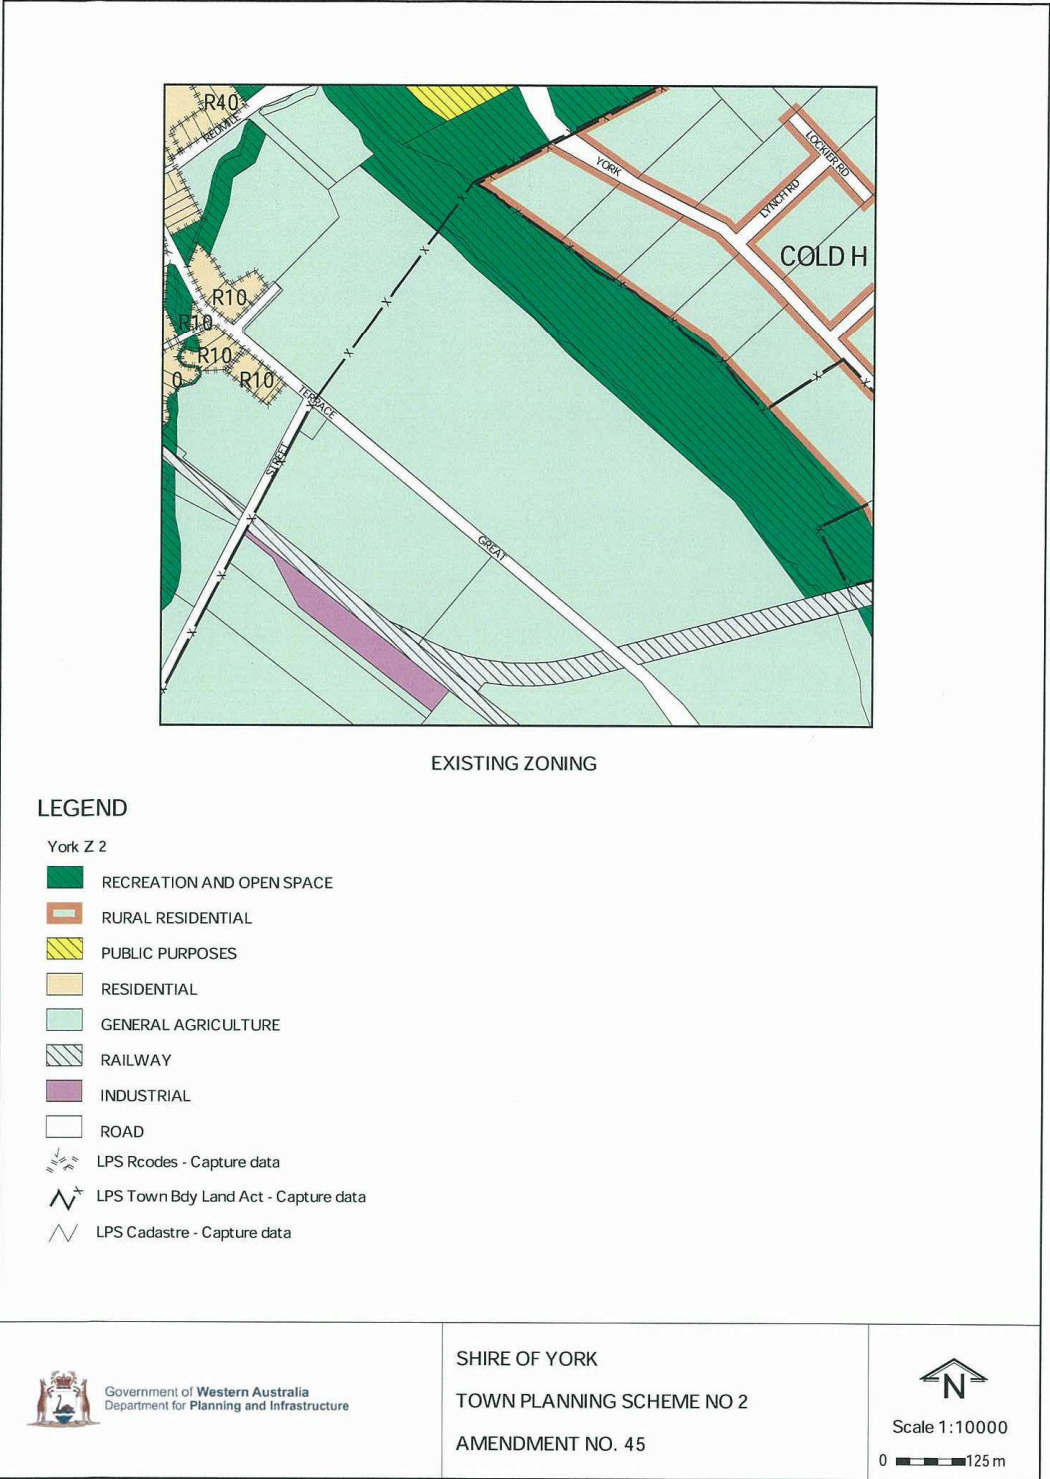 R40
REDMILE
YORK
LOCKIER RD
LYNCH RD
COLD H
R10
R10
R10
0
R10
TERRACE
STREET
GREAT
EXISTING ZONING
LEGEND
York Z 2
RECREATION AND OPEN SPACE
RURAL RESIDENTIAL
PUBLIC PURPOSES
RESIDENTIAL
GENERAL AGRICULTURE
RAILWAY
INDUSTRIAL
ROAD
LPS Rcodes - Capture data
LPS Town Bdy Land Act - Capture data
LPS Cadastre - Capture data
Government of Western Australia
Department for Planning and Infrastructure
SHIRE OF YORK
TOWN PLANNING SCHEME NO 2
AMENDMENT NO. 45
N
Scale 1:10000
0 125 m